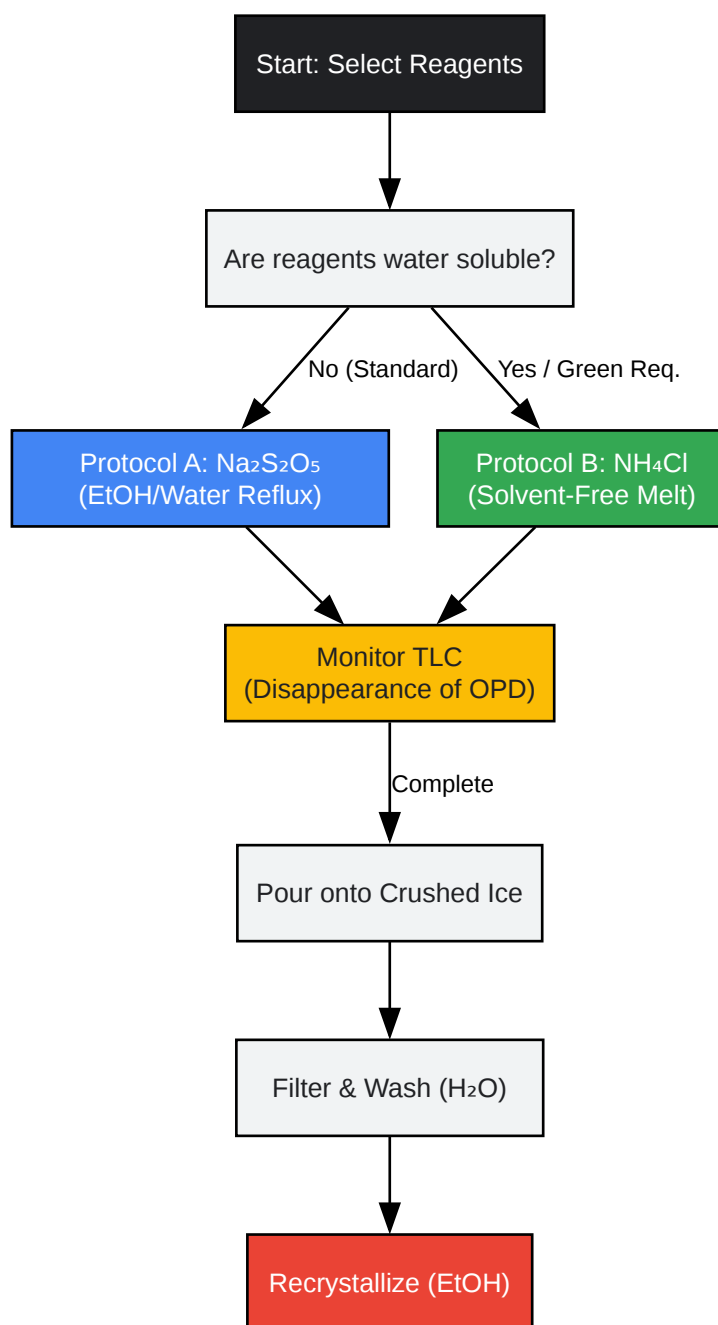 Start: Select Reagents
Are reagents water soluble?
No (Standard)
Yes / Green Req.
Protocol A: Na₂S₂O₅
(EtOH/Water Reflux)
Protocol B: NH₄Cl
(Solvent-Free Melt)
Monitor TLC
(Disappearance of OPD)
Complete
Pour onto Crushed Ice
Filter & Wash (H₂O)
Recrystallize (EtOH)